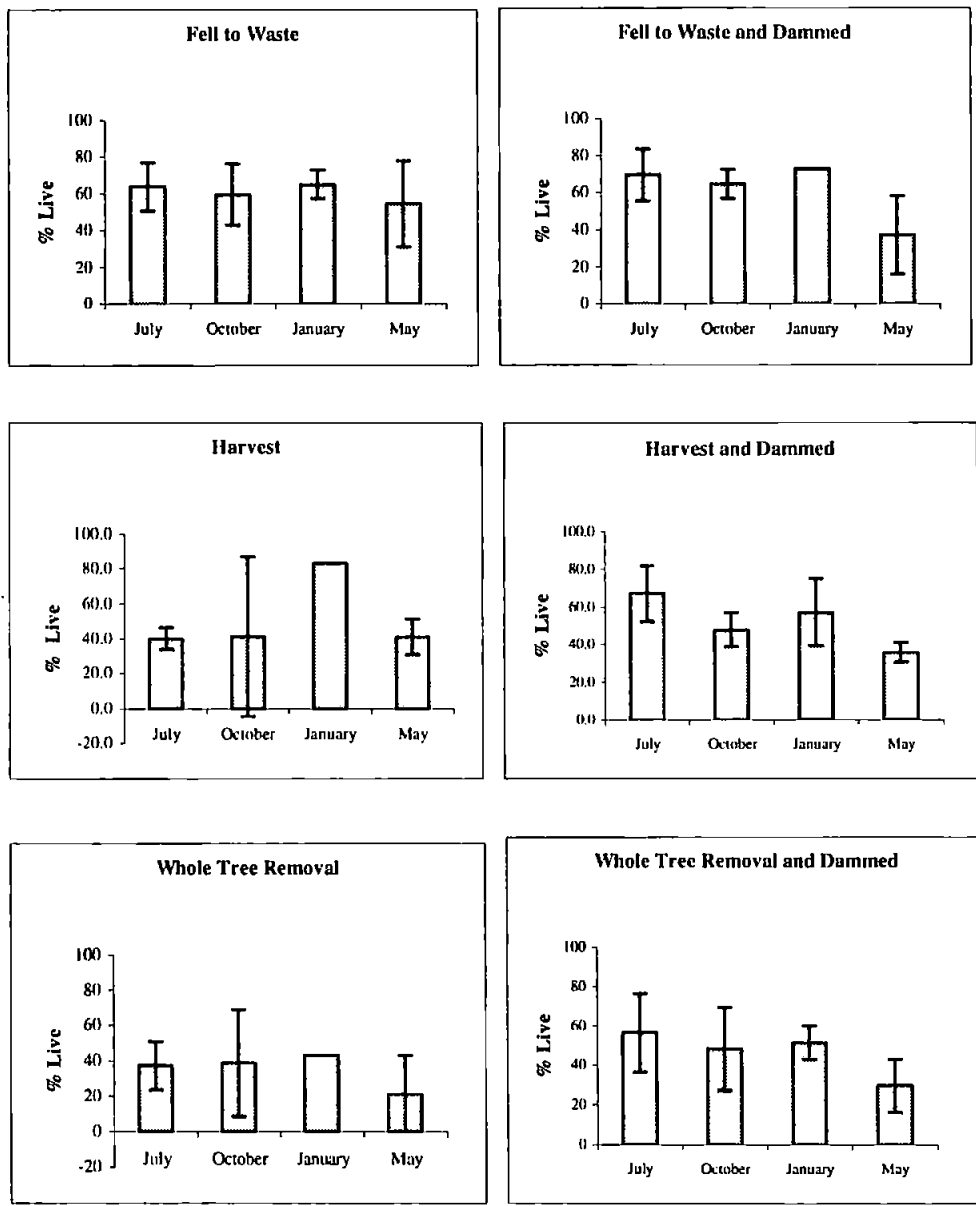 Fell to Waste
100
80
60
40
20
0
% Live
July October January May
Fell to Waste and Dammed
100
80
60
40
20
0
% Live
July October January May
Harvest
100.0
80.0
60.0
40.0
20.0
0.0
-20.0
% Live
July October January May
Harvest and Dammed
100.0
80.0
60.0
40.0
20.0
0.0
% Live
July October January May
Whole Tree Removal
100
80
60
40
20
0
-20
% Live
July October January May
Whole Tree Removal and Dammed
100
80
60
40
20
0
% Live
July October January May